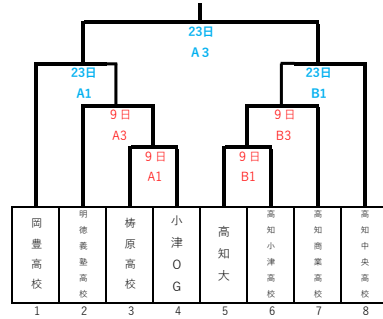 23日
A3
23日
A1
23日
B1
9日
A3
9日
B3
9日
A1
9日
B1
岡豊高校
明徳義塾高校
梼原高校
小津OG
高知大
高知小津高校
高知商業高校
高知中央高校
1 2 3 4 5 6 7 8